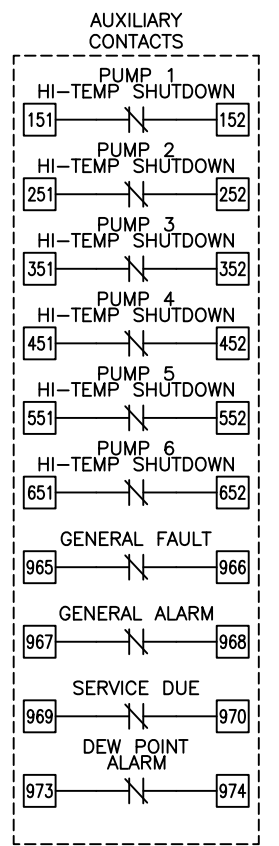 AUXILIARY
CONTACTS
PUMP 1
HI-TEMP SHUTDOWN
151 152
PUMP 2
HI-TEMP SHUTDOWN
251 252
PUMP 3
HI-TEMP SHUTDOWN
351 352
PUMP 4
HI-TEMP SHUTDOWN
451 452
PUMP 5
HI-TEMP SHUTDOWN
551 552
PUMP 6
HI-TEMP SHUTDOWN
651 652
GENERAL FAULT
965 966
GENERAL ALARM
967 968
SERVICE DUE
969 970
DEW POINT
ALARM
973 974